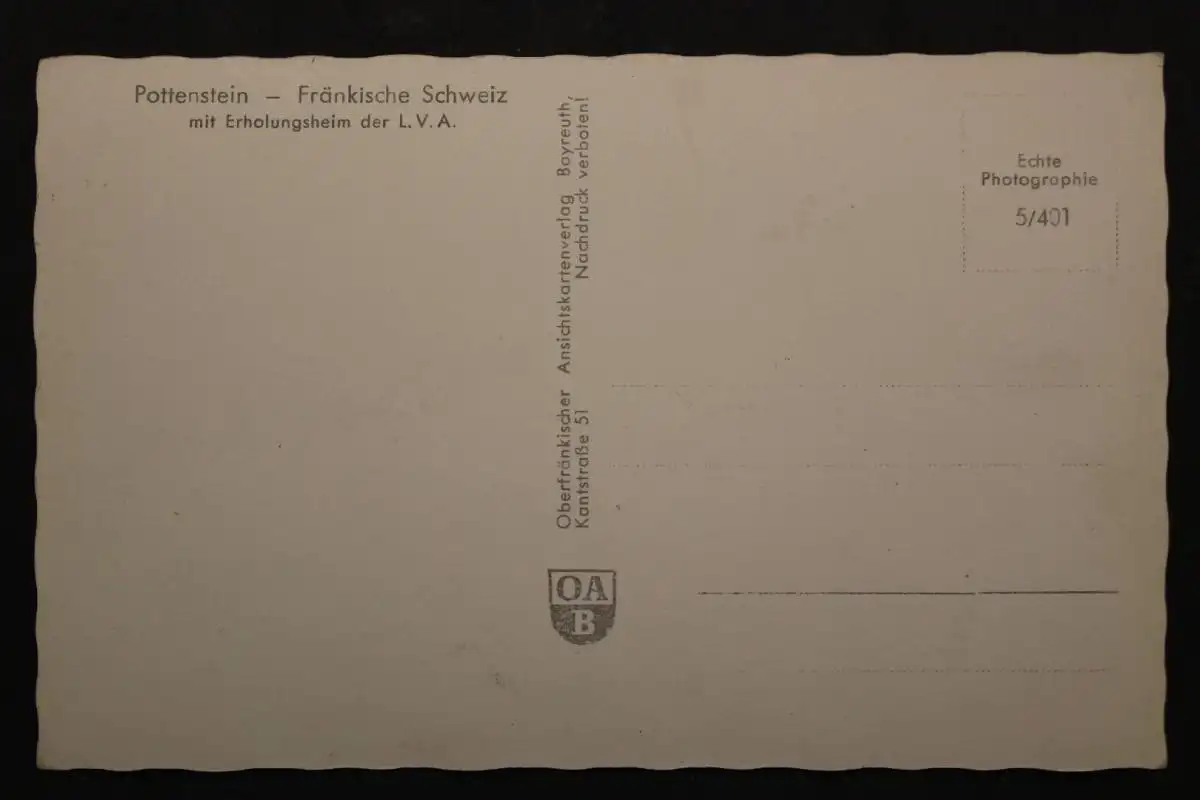 Pottenstein – Fränkische Schweiz
mit Erholungsheim der L.V.A.
Oberfränkischer Ansichtskartenverlag Bayreuth,
Kantstraße 51 Nachdruck verboten!
OA
B
Echte
Photographie
5/401